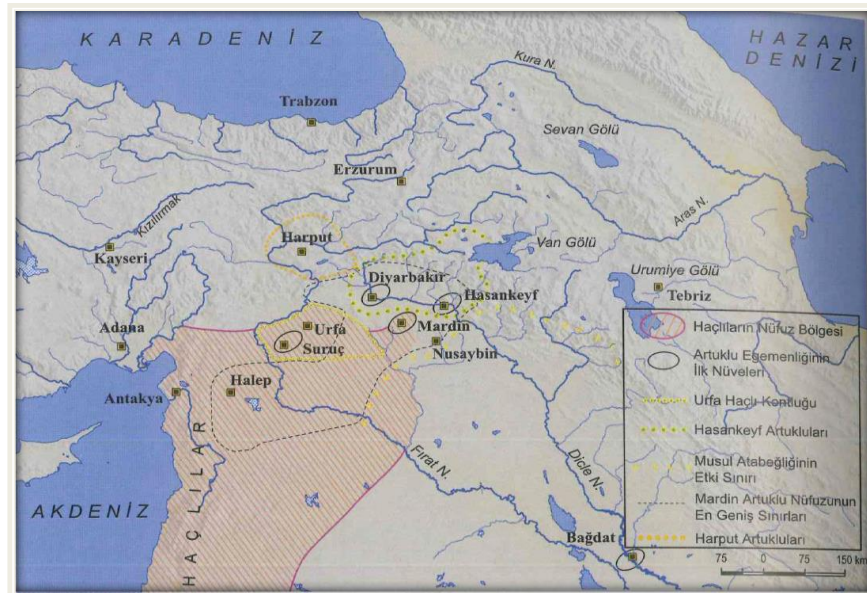 KARADENİZ
HAZAR
DENİZİ
Kura N.
Trabzon
Sevan Gölü
Erzurum
Aras N.
Kızılırmak
Harput
Van Gölü
Kayseri
Urumiye Gölü
Diyarbakır
Hasankeyf
Tebriz
Adana
Urfa
Mardin
Suruç
Nusaybin
Antakya
Halep
HAÇLILAR
Fırat N.
Dicle N.
AKDENİZ
Bağdat
Haçlıların Nüfuz Bölgesi
Artuklu Egemenliğinin
İlk Nüveleri
Urfa Haçlı Kontluğu
Hasankeyf Artukluları
Musul Atabeğliğinin
Etki Sınırı
Mardin Artuklu Nüfuzunun
En Geniş Sınırları
Harput Artukluları
75 0 75 150 km